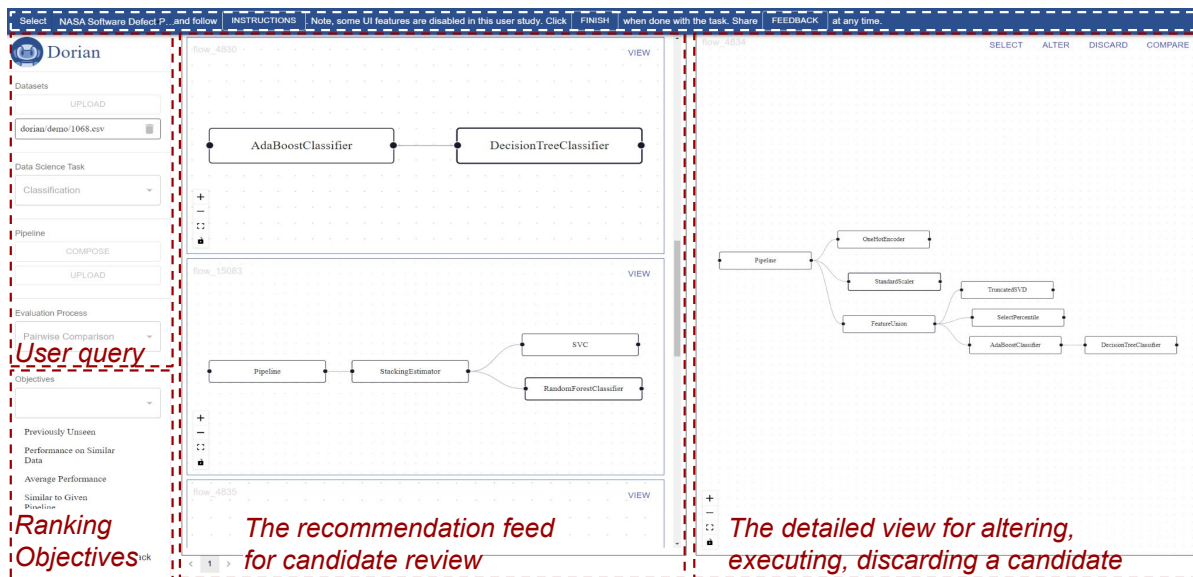 Select NASA Software Defect P... and follow INSTRUCTIONS . Note, some UI features are disabled in this user study. Click FINISH when done with the task. Share FEEDBACK at any time.
Dorian
Datasets
UPLOAD
dorian/demo/1068.csv
Data Science Task
Classification
Pipeline
COMPOSE
UPLOAD
Evaluation Process
Pairwise Comparison
User query
Objectives
Previously Unseen
Performance on Similar
Data
Average Performance
Similar to Given
Pipeline
Ranking
Objectives
ack
flow_4830
VIEW
AdaBoostClassifier
DecisionTreeClassifier
flow_15083
VIEW
Pipeline
StackingEstimator
SVC
RandomForestClassifier
flow_4835
VIEW
The recommendation feed
for candidate review
< 1 >
flow_4834
SELECT ALTER DISCARD COMPARE
Pipeline
OneHotEncoder
StandardScaler
FeatureUnion
TruncatedSVD
SelectPercentile
AdaBoostClassifier
DecisionTreeClassifier
The detailed view for altering,
executing, discarding a candidate